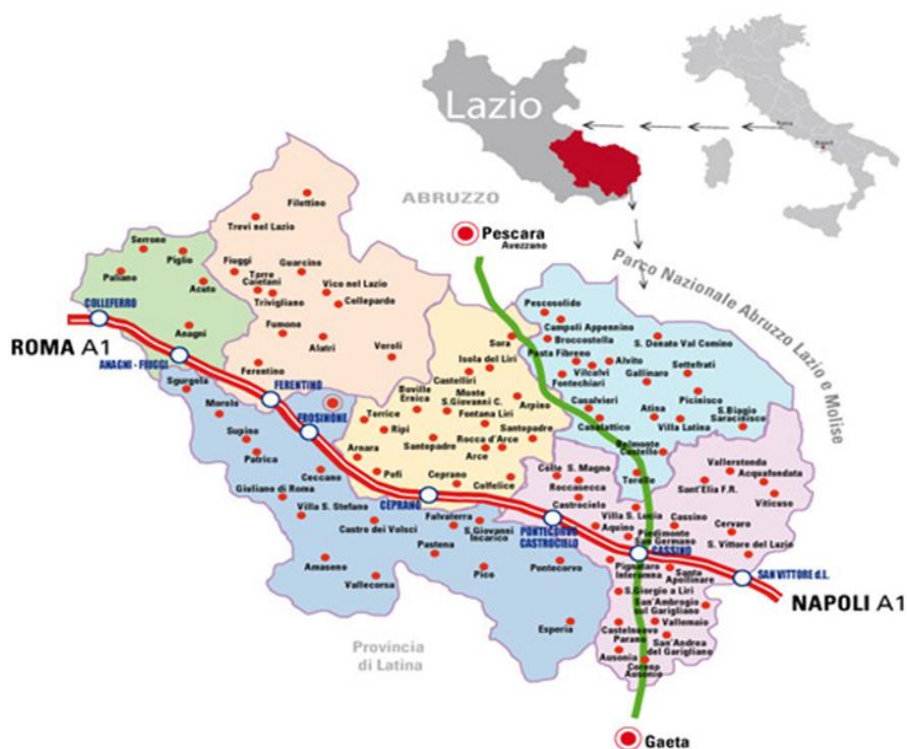 Lazio
Roma
Napoli
ABRUZZO
Pescara
Avezzano
Parco Nazionale Abruzzo Lazio e Molise
Filettino
Trevi nel Lazio
Serrone
Piglio
Paliano
Acuto
Fiuggi
Guarcino
Torre
Caietani
Trivigliano
Vico nel Lazio
Collepardo
COLLEFERRO
Anagni
Fumone
Alatri
Veroli
ROMA A1
ANAGNI - FIUGGI
Ferentino
Sgurgola
FERENTINO
Morolo
FROSINONE
Supino
Patrica
Pescosolido
Campoli Appennino
Broccostella
Sora
S. Donato Val Comino
Isola del Liri
Posta Fibreno
Alvito
Settefrati
Vilcalvi
Gallinaro
Fontechiari
Castelliri
Boville
Ernica
Monte
S.Giovanni C.
Arpino
Casalvieri
Picinisco
Fontana Liri
Atina
S.Biagio
Saracinisco
Casalattico
Villa Latina
Torrice
Ripi
Santopadre
Santopadre
Rocca d'Arce
Arce
Belmonte
Castello
Arnara
Pofi
Ceprano
Colfelice
Colle S. Magno
Terelle
Vallerotonda
Acquafondata
Roccasecca
Sant'Elia F.R.
Viticuso
Ceccano
Giuliano di Roma
Castrocielo
CEPRANO
Villa S. Stefano
Falvaterra
Villa S. Lucia
Cassino
Castro dei Volsci
S.Giovanni
Incarico
PONTECORVO
CASTROCIELO
Aquino
Piedimonte
San Germano
Cervaro
CASSINO
S. Vittore del Lazio
Pastena
Amaseno
Vallecorsa
Pico
Pontecorvo
Pignataro
Interamna
Santa
Apollinare
SAN VITTORE d.L.
NAPOLI A1
S.Giorgio a Liri
San'Ambrogio
sul Garigliano
Esperia
Castelnuovo
Parano
Vallemaio
San'Andrea
del Garigliano
Ausonia
Coreno
Ausonio
Provincia
di Latina
Gaeta